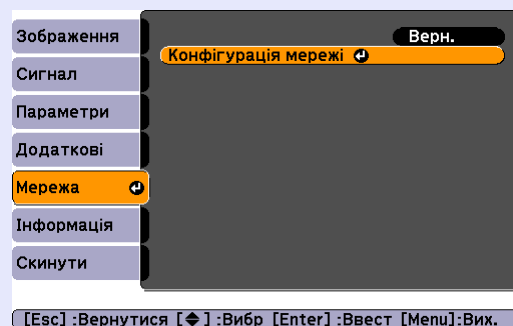 Зображення
Сигнал
Параметри
Додаткові
Мережа
Інформація
Скинути
Верн.
Конфігурація мережі
[Esc] :Вернутися [ ] :Вибр [Enter] :Ввест [Menu]:Вих.